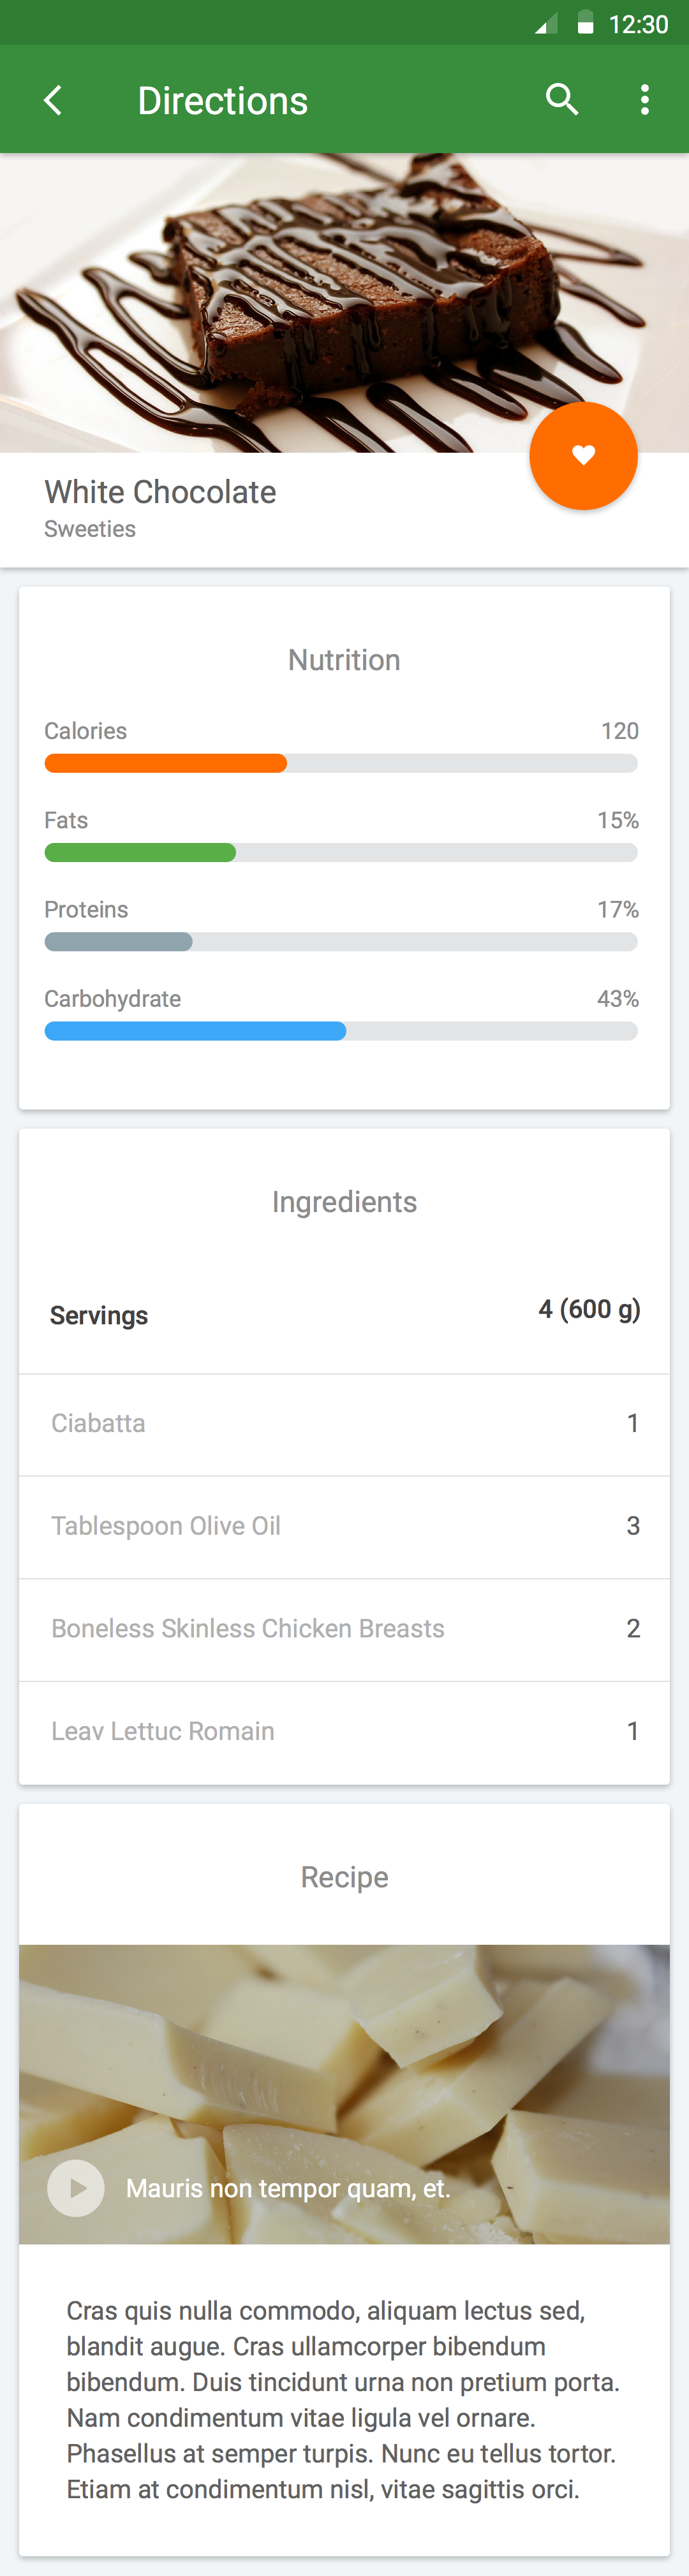 12:30
Directions
White Chocolate
Sweeties
Nutrition
Calories 120
Fats 15%
Proteins 17%
Carbohydrate 43%
Ingredients
Servings 4 (600 g)
Ciabatta 1
Tablespoon Olive Oil 3
Boneless Skinless Chicken Breasts 2
Leav Lettuc Romain 1
Recipe
Mauris non tempor quam, et.
Cras quis nulla commodo, aliquam lectus sed,
blandit augue. Cras ullamcorper bibendum
bibendum. Duis tincidunt urna non pretium porta.
Nam condimentum vitae ligula vel ornare.
Phasellus at semper turpis. Nunc eu tellus tortor.
Etiam at condimentum nisl, vitae sagittis orci.